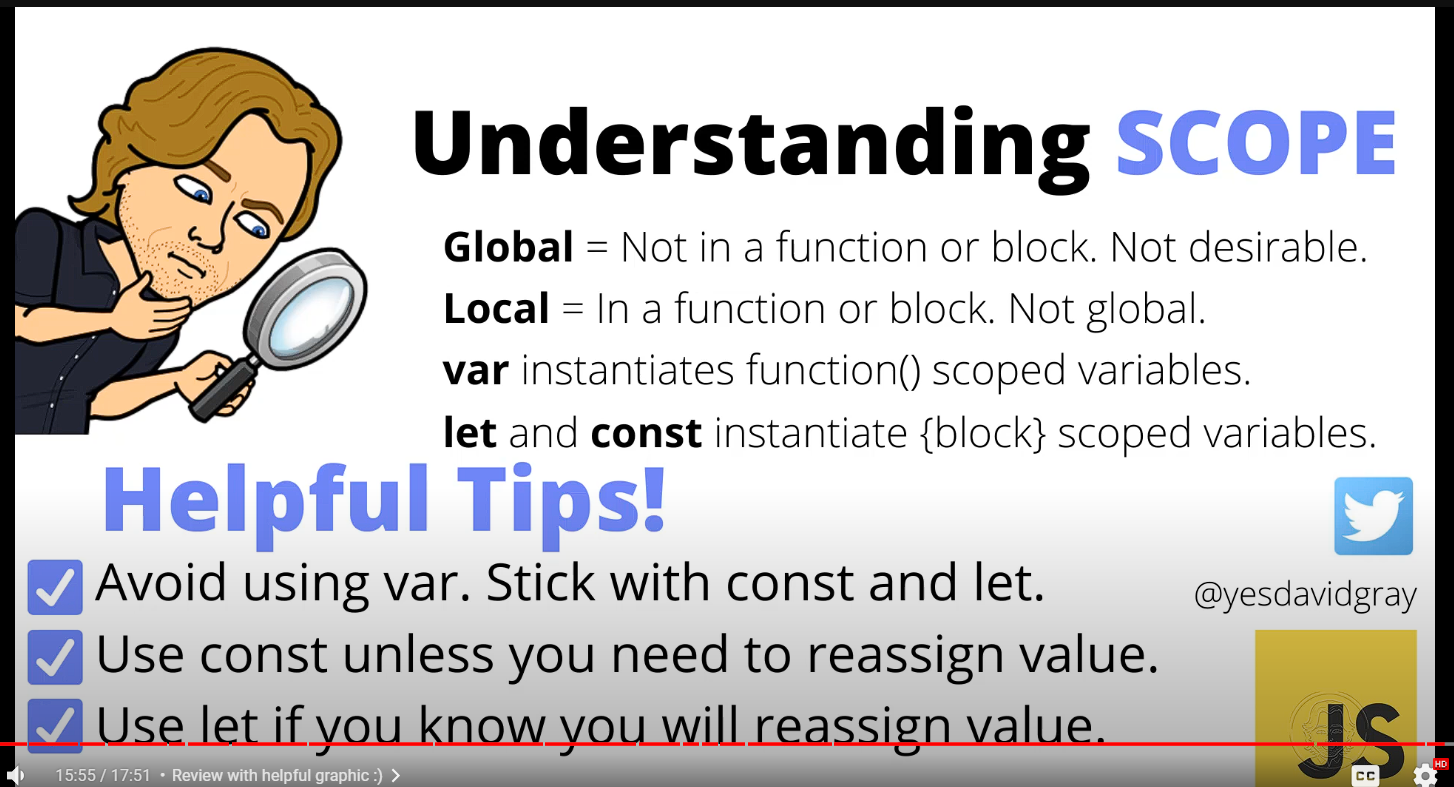 Understanding SCOPE
Global = Not in a function or block. Not desirable.
Local = In a function or block. Not global.
var instantiates function() scoped variables.
let and const instantiate {block} scoped variables.
Helpful Tips!
Avoid using var. Stick with const and let.
Use const unless you need to reassign value.
Use let if you know you will reassign value.
@yesdavidgray
JS
15:55 / 17:51 • Review with helpful graphic :)
CC
HD